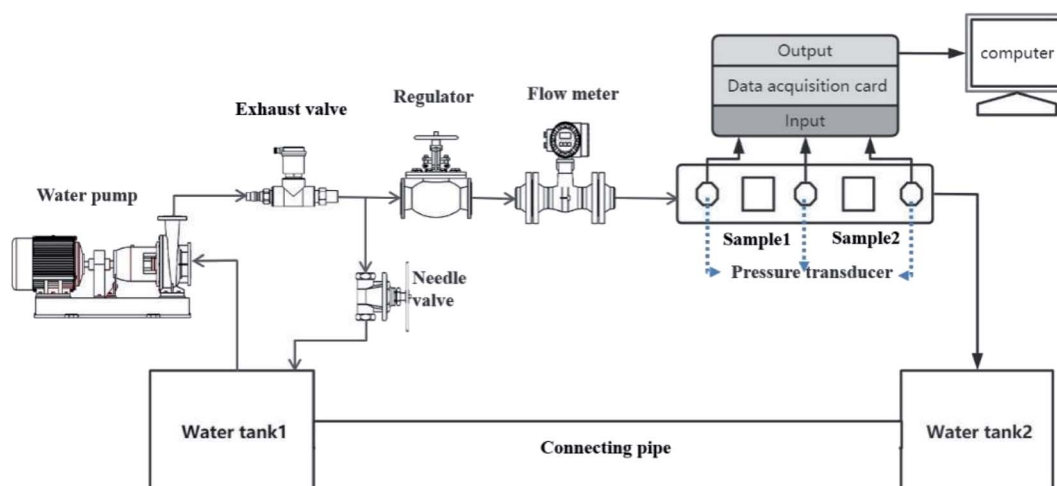 Output
computer
Data acquisition card
Input
Exhaust valve
Regulator
Flow meter
Water pump
Sample1
Sample2
Pressure transducer
Needle
valve
Water tank1
Connecting pipe
Water tank2